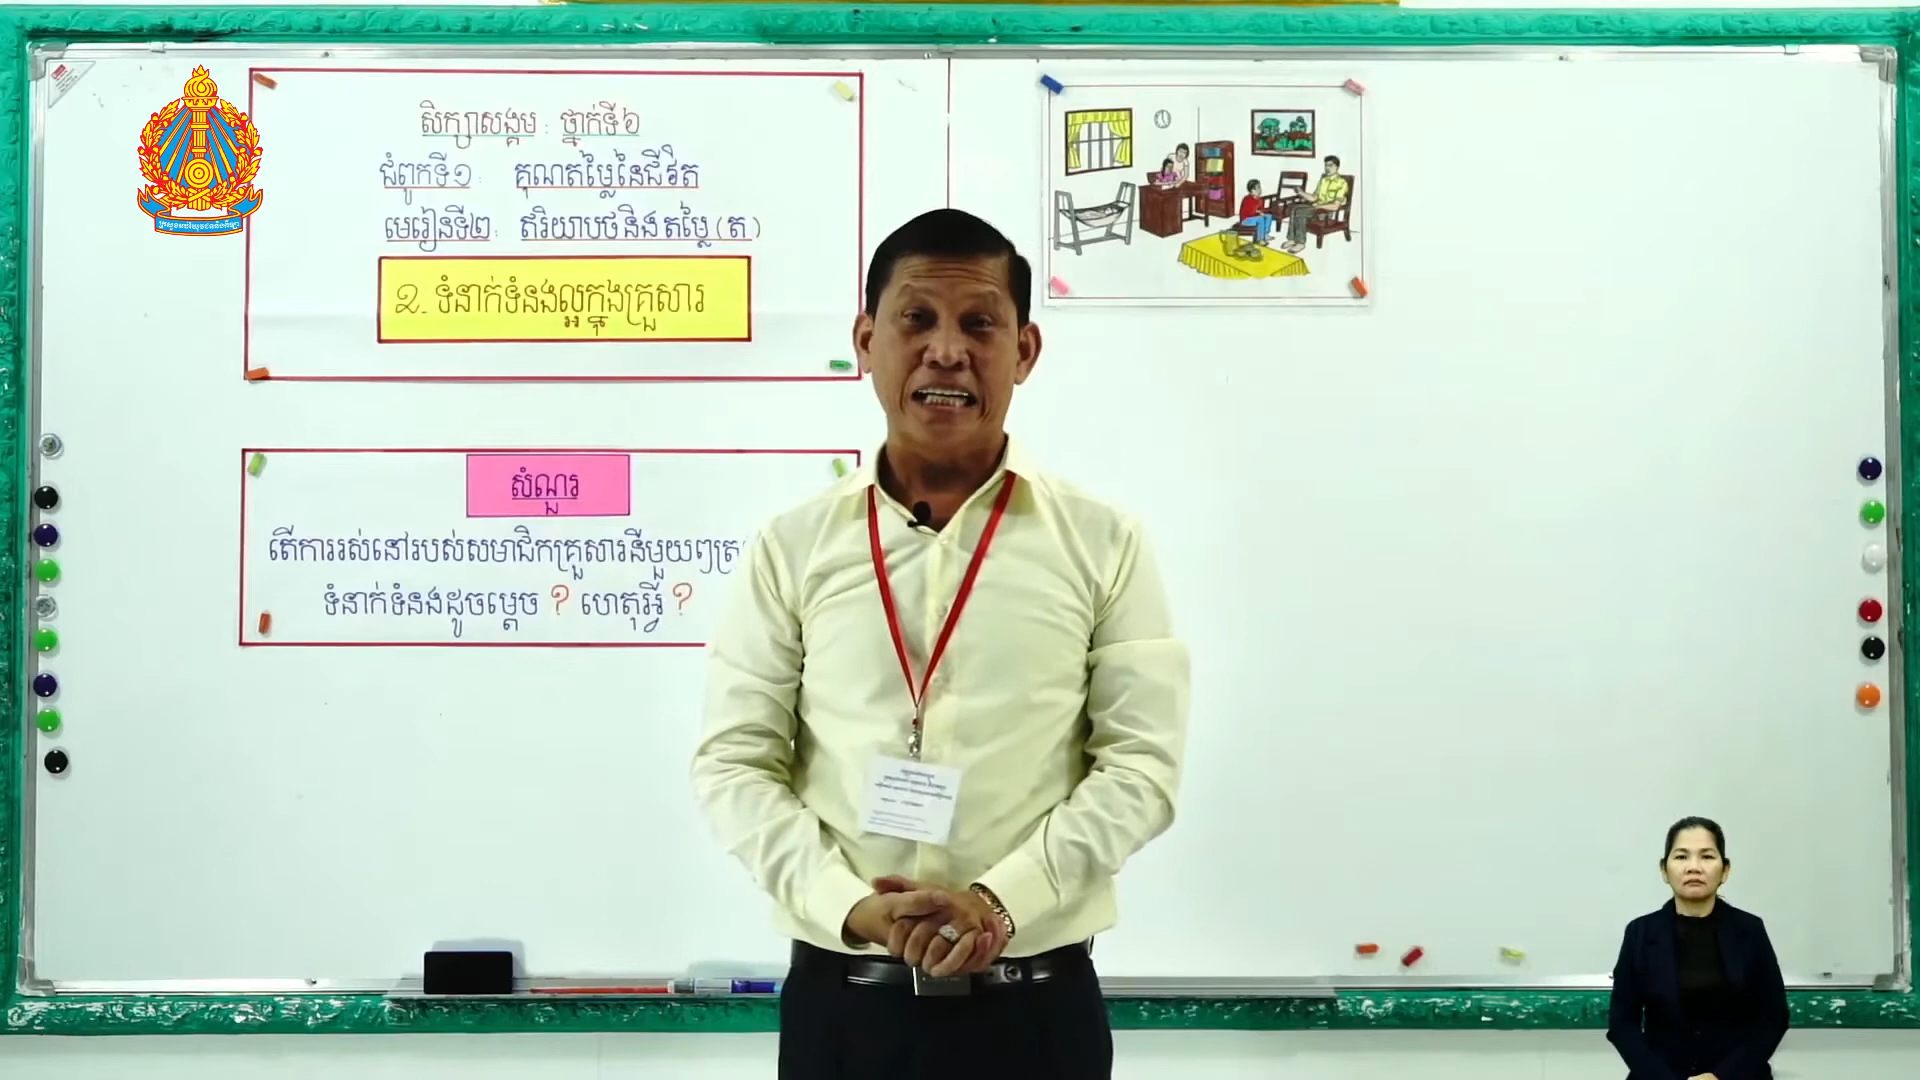 សិក្សាសង្គម : ថ្នាក់ទី៦
ជំពូកទី១ : គុណតម្លៃនៃជីវិត
មេរៀនទី២ : ឥរិយាបថនិងតម្លៃ (ត)
២. ទំនាក់ទំនងល្អក្នុងគ្រួសារ
សំណួរ
តើការរស់នៅរបស់សមាជិកគ្រួសារនីមួយៗត្រ
ទំនាក់ទំនងដូចម្តេច ? ហេតុអ្វី ?